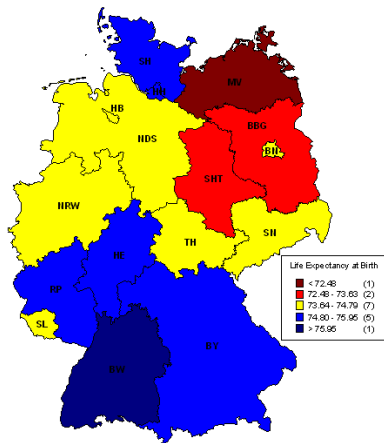 SH
HH
MV
HB
BBG
NDS
BN
SHT
NRW
SN
TH
HE
RP
SL
BY
BW
Life Expectancy at Birth
< 72.48 (1)
72.48 - 73.63 (2)
73.64 - 74.79 (7)
74.80 - 75.95 (5)
> 75.95 (1)